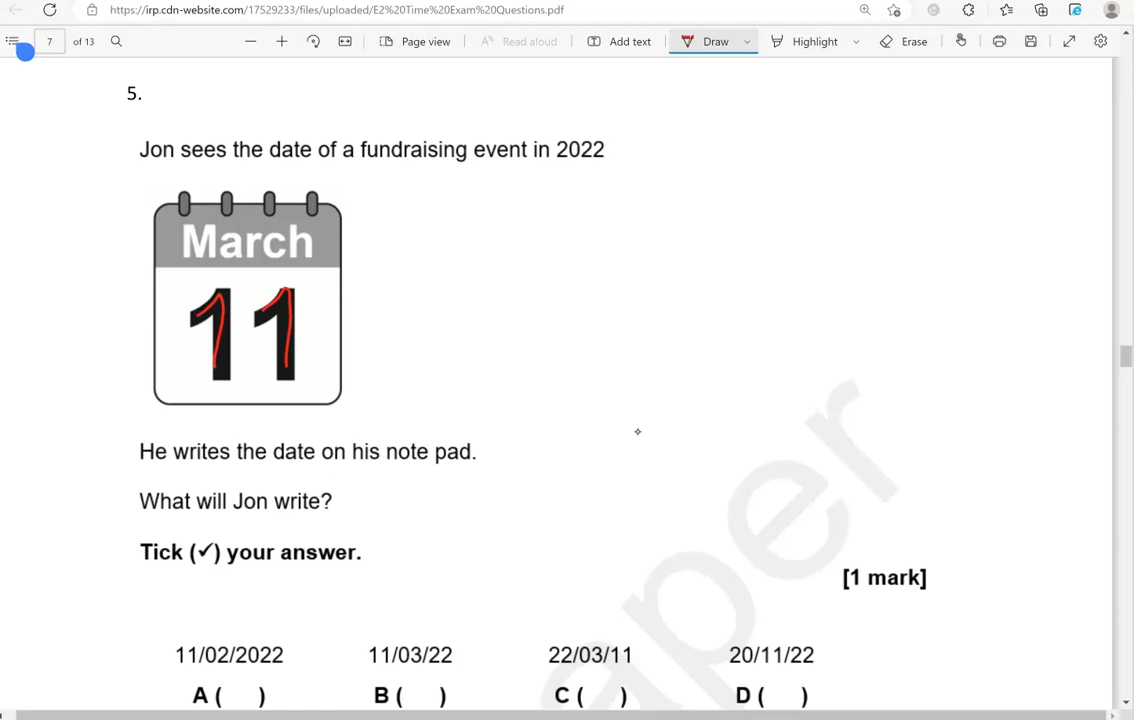 https://irp.cdn-website.com/17529233/files/uploaded/E2%20Time%20Exam%20Questions.pdf
7 of 13 Page view Read aloud Add text Draw Highlight Erase
5.
Jon sees the date of a fundraising event in 2022
March
11
He writes the date on his note pad.
What will Jon write?
Tick (✓) your answer.
[1 mark]
11/02/2022 11/03/22 22/03/11 20/11/22
A ( ) B ( ) C ( ) D ( )